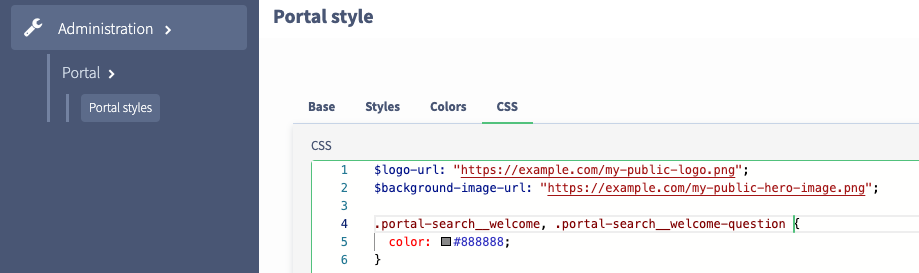 Administration
Portal
Portal styles
Portal style
Base Styles Colors CSS
CSS
1 $logo-url: "https://example.com/my-public-logo.png";
2 $background-image-url: "https://example.com/my-public-hero-image.png";
3
4 .portal-search__welcome, .portal-search__welcome-question {
5 color: #888888;
6 }